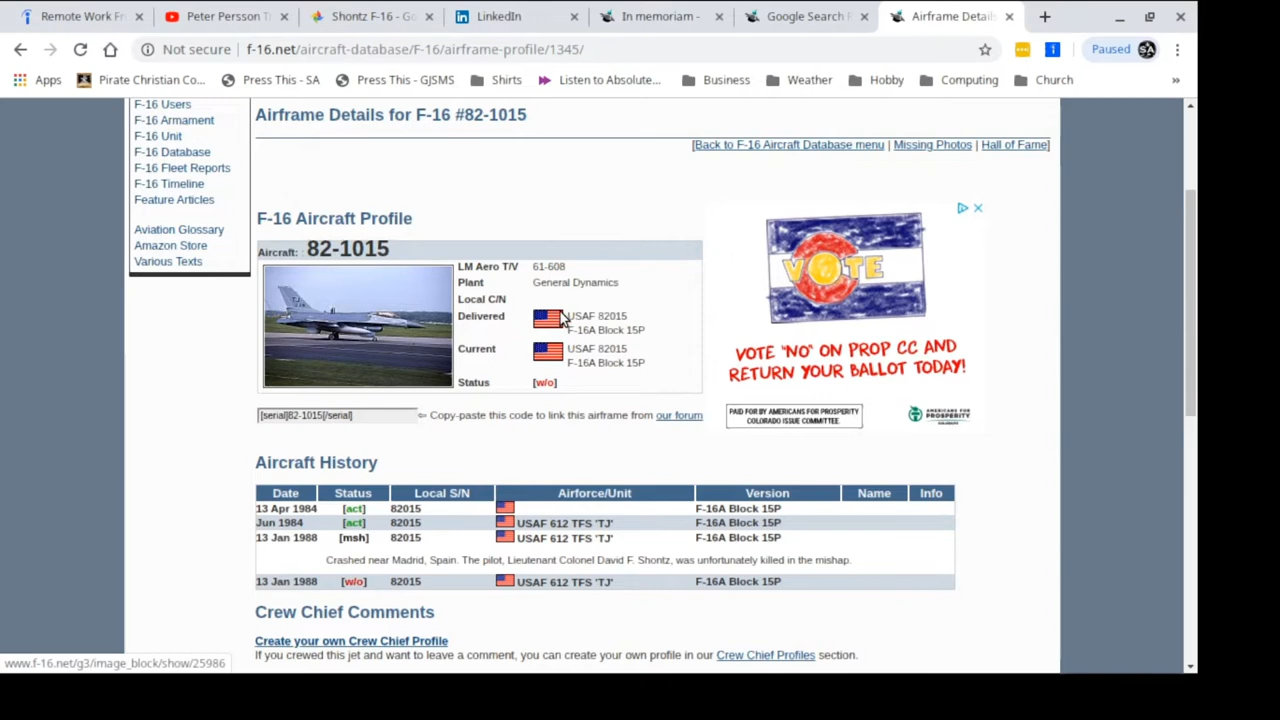 Remote Work Fr
Peter Persson T
Shontz F-16 - Go
LinkedIn
In memoriam -
Google Search F
Airframe Details
Not secure f-16.net/aircraft-database/F-16/airframe-profile/1345/
Paused SA
Apps Pirate Christian Co... Press This - SA Press This - GJSMS Shirts Listen to Absolute... Business Weather Hobby Computing Church »
F-16 Users
F-16 Armament
F-16 Unit
F-16 Database
F-16 Fleet Reports
F-16 Timeline
Feature Articles
Aviation Glossary
Amazon Store
Various Texts
Airframe Details for F-16 #82-1015
[Back to F-16 Aircraft Database menu | Missing Photos | Hall of Fame]
F-16 Aircraft Profile
Aircraft: : 82-1015
LM Aero T/V 61-608
Plant General Dynamics
Local C/N
Delivered USAF 82015
F-16A Block 15P
Current USAF 82015
F-16A Block 15P
Status [w/o]
[serial]82-1015[/serial] ⇐ Copy-paste this code to link this airframe from our forum
VOTE
VOTE "NO" ON PROP CC AND
RETURN YOUR BALLOT TODAY!
PAID FOR BY AMERICANS FOR PROSPERITY
COLORADO ISSUE COMMITTEE.
AMERICANS FOR
PROSPERITY
COLORADO
Aircraft History
Date Status Local S/N Airforce/Unit Version Name Info
13 Apr 1984 [act] 82015 F-16A Block 15P
Jun 1984 [act] 82015 USAF 612 TFS 'TJ' F-16A Block 15P
13 Jan 1988 [msh] 82015 USAF 612 TFS 'TJ' F-16A Block 15P
Crashed near Madrid, Spain. The pilot, Lieutenant Colonel David F. Shontz, was unfortunately killed in the mishap.
13 Jan 1988 [w/o] 82015 USAF 612 TFS 'TJ' F-16A Block 15P
Crew Chief Comments
Create your own Crew Chief Profile
If you crewed this jet and want to leave a comment, you can create your own profile in our Crew Chief Profiles section.
www.f-16.net/g3/image_block/show/25986